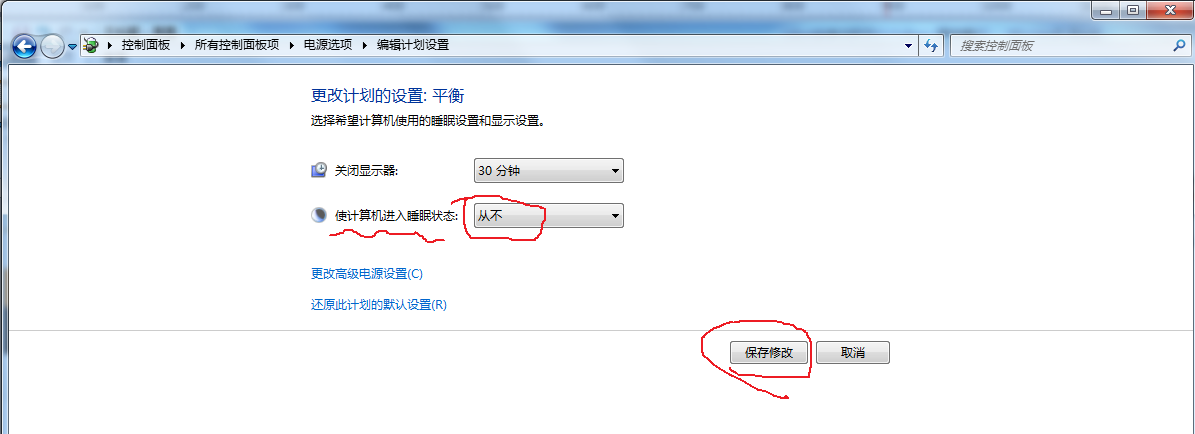 控制面板 ▸ 所有控制面板项 ▸ 电源选项 ▸ 编辑计划设置
搜索控制面板
更改计划的设置: 平衡
选择希望计算机使用的睡眠设置和显示设置。
关闭显示器: 30 分钟
使计算机进入睡眠状态: 从不
更改高级电源设置(C)
还原此计划的默认设置(R)
保存修改 取消